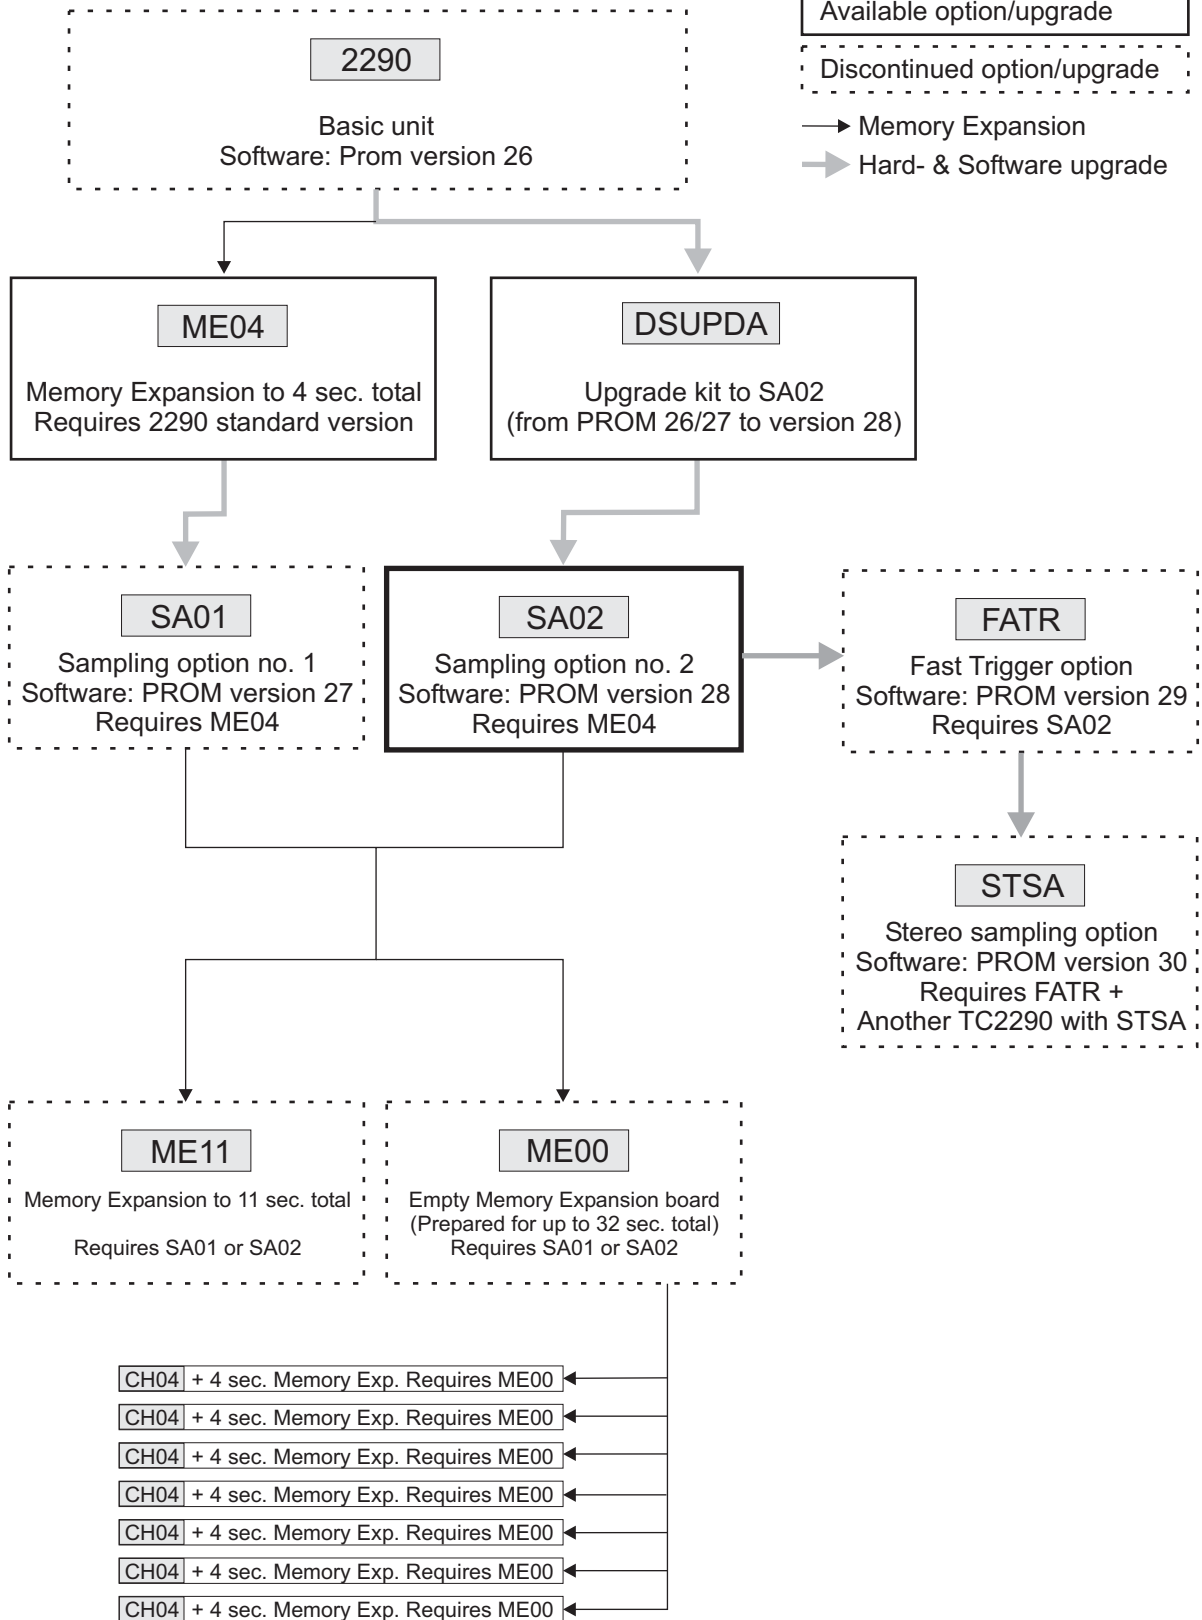 Available option/upgrade
Discontinued option/upgrade
Memory Expansion
Hard- & Software upgrade
2290
Basic unit
Software: Prom version 26
ME04
Memory Expansion to 4 sec. total
Requires 2290 standard version
DSUPDA
Upgrade kit to SA02
(from PROM 26/27 to version 28)
SA01
Sampling option no. 1
Software: PROM version 27
Requires ME04
SA02
Sampling option no. 2
Software: PROM version 28
Requires ME04
FATR
Fast Trigger option
Software: PROM version 29
Requires SA02
STSA
Stereo sampling option
Software: PROM version 30
Requires FATR +
Another TC2290 with STSA
ME11
Memory Expansion to 11 sec. total
Requires SA01 or SA02
ME00
Empty Memory Expansion board
(Prepared for up to 32 sec. total)
Requires SA01 or SA02
CH04 + 4 sec. Memory Exp. Requires ME00
CH04 + 4 sec. Memory Exp. Requires ME00
CH04 + 4 sec. Memory Exp. Requires ME00
CH04 + 4 sec. Memory Exp. Requires ME00
CH04 + 4 sec. Memory Exp. Requires ME00
CH04 + 4 sec. Memory Exp. Requires ME00
CH04 + 4 sec. Memory Exp. Requires ME00